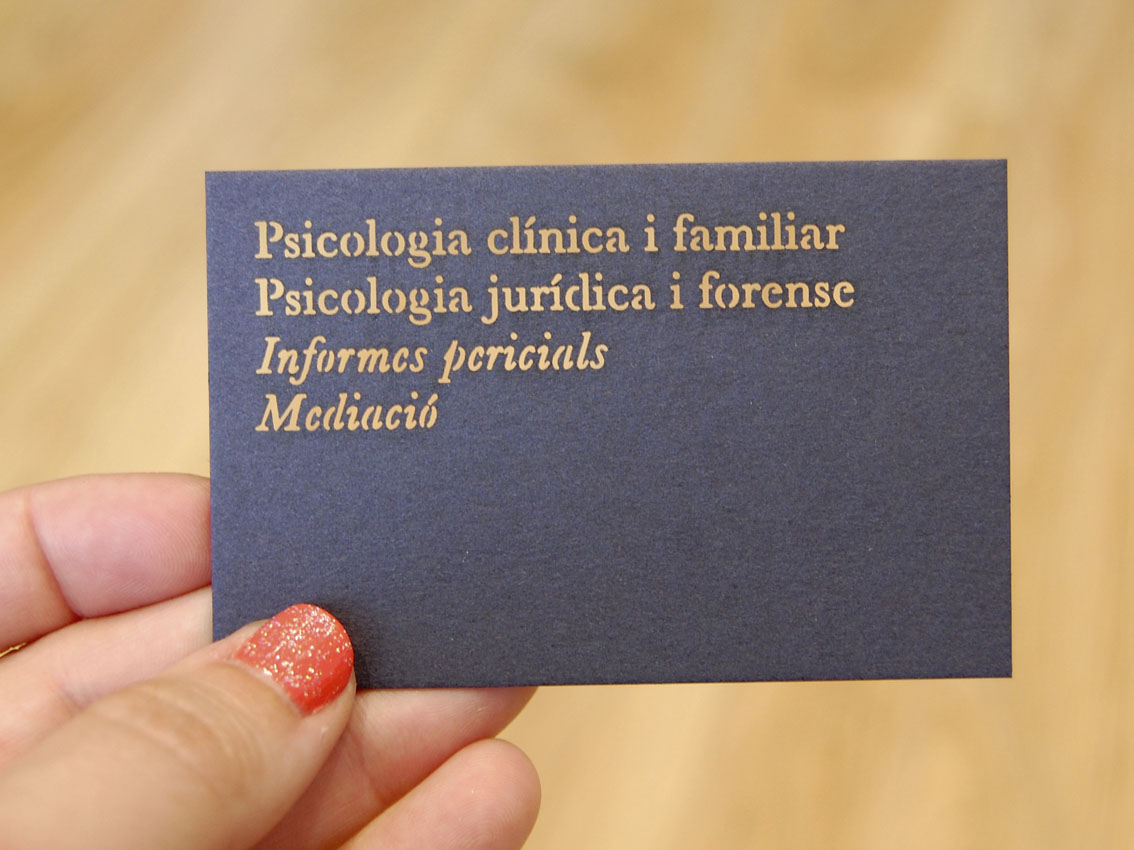 Psicologia clínica i familiar
Psicologia jurídica i forense
Informes pericials
Mediació